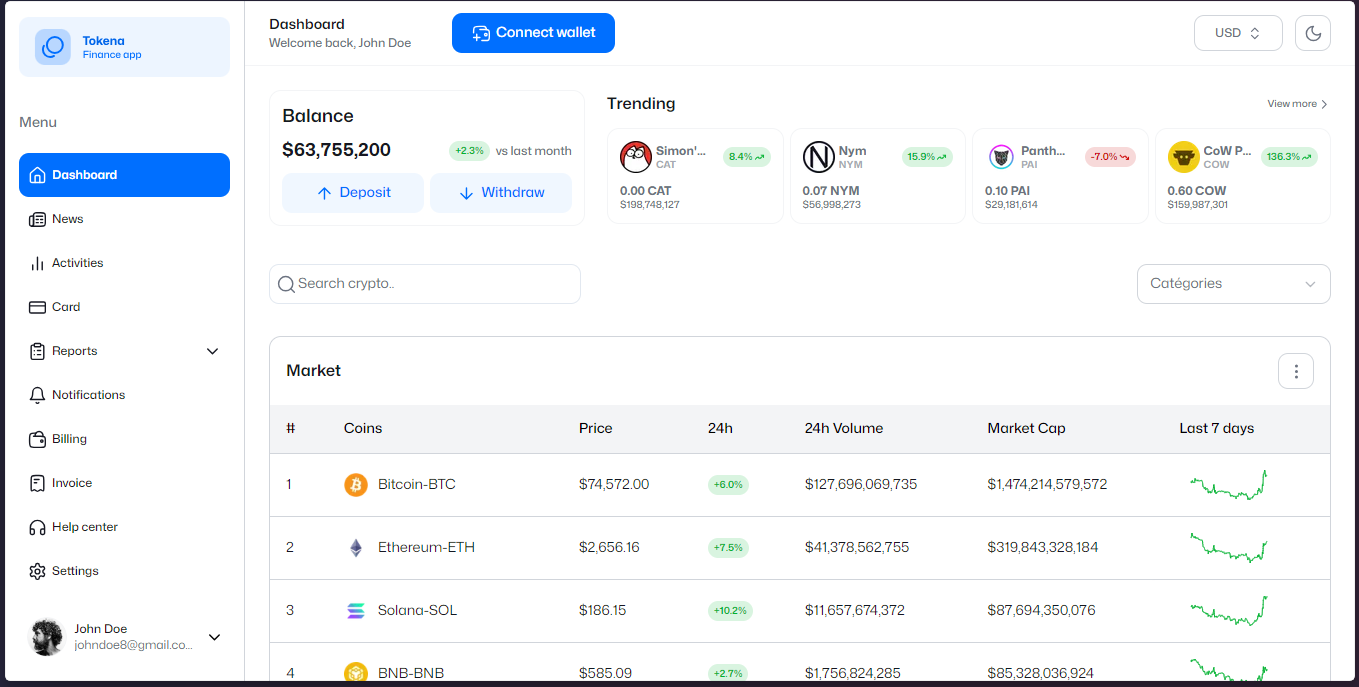 Tokena
Finance app
Menu
Dashboard
News
Activities
Card
Reports
Notifications
Billing
Invoice
Help center
Settings
John Doe
johndoe8@gmail.co...
Dashboard
Welcome back, John Doe
Connect wallet
USD
Balance
$63,755,200
+2.3% vs last month
Deposit Withdraw
Trending
View more
Simon'...
CAT
8.4%
0.00 CAT
$198,748,127
Nym
NYM
15.9%
0.07 NYM
$56,998,273
Panth...
PAI
-7.0%
0.10 PAI
$29,181,614
CoW P...
COW
136.3%
0.60 COW
$159,987,301
Search crypto..
Catégories
Market
# Coins Price 24h 24h Volume Market Cap Last 7 days
1 Bitcoin-BTC $74,572.00 +6.0% $127,696,069,735 $1,474,214,579,572
2 Ethereum-ETH $2,656.16 +7.5% $41,378,562,755 $319,843,328,184
3 Solana-SOL $186.15 +10.2% $11,657,674,372 $87,694,350,076
4 BNB-BNB $585.09 +2.7% $1,756,824,285 $85,328,036,924